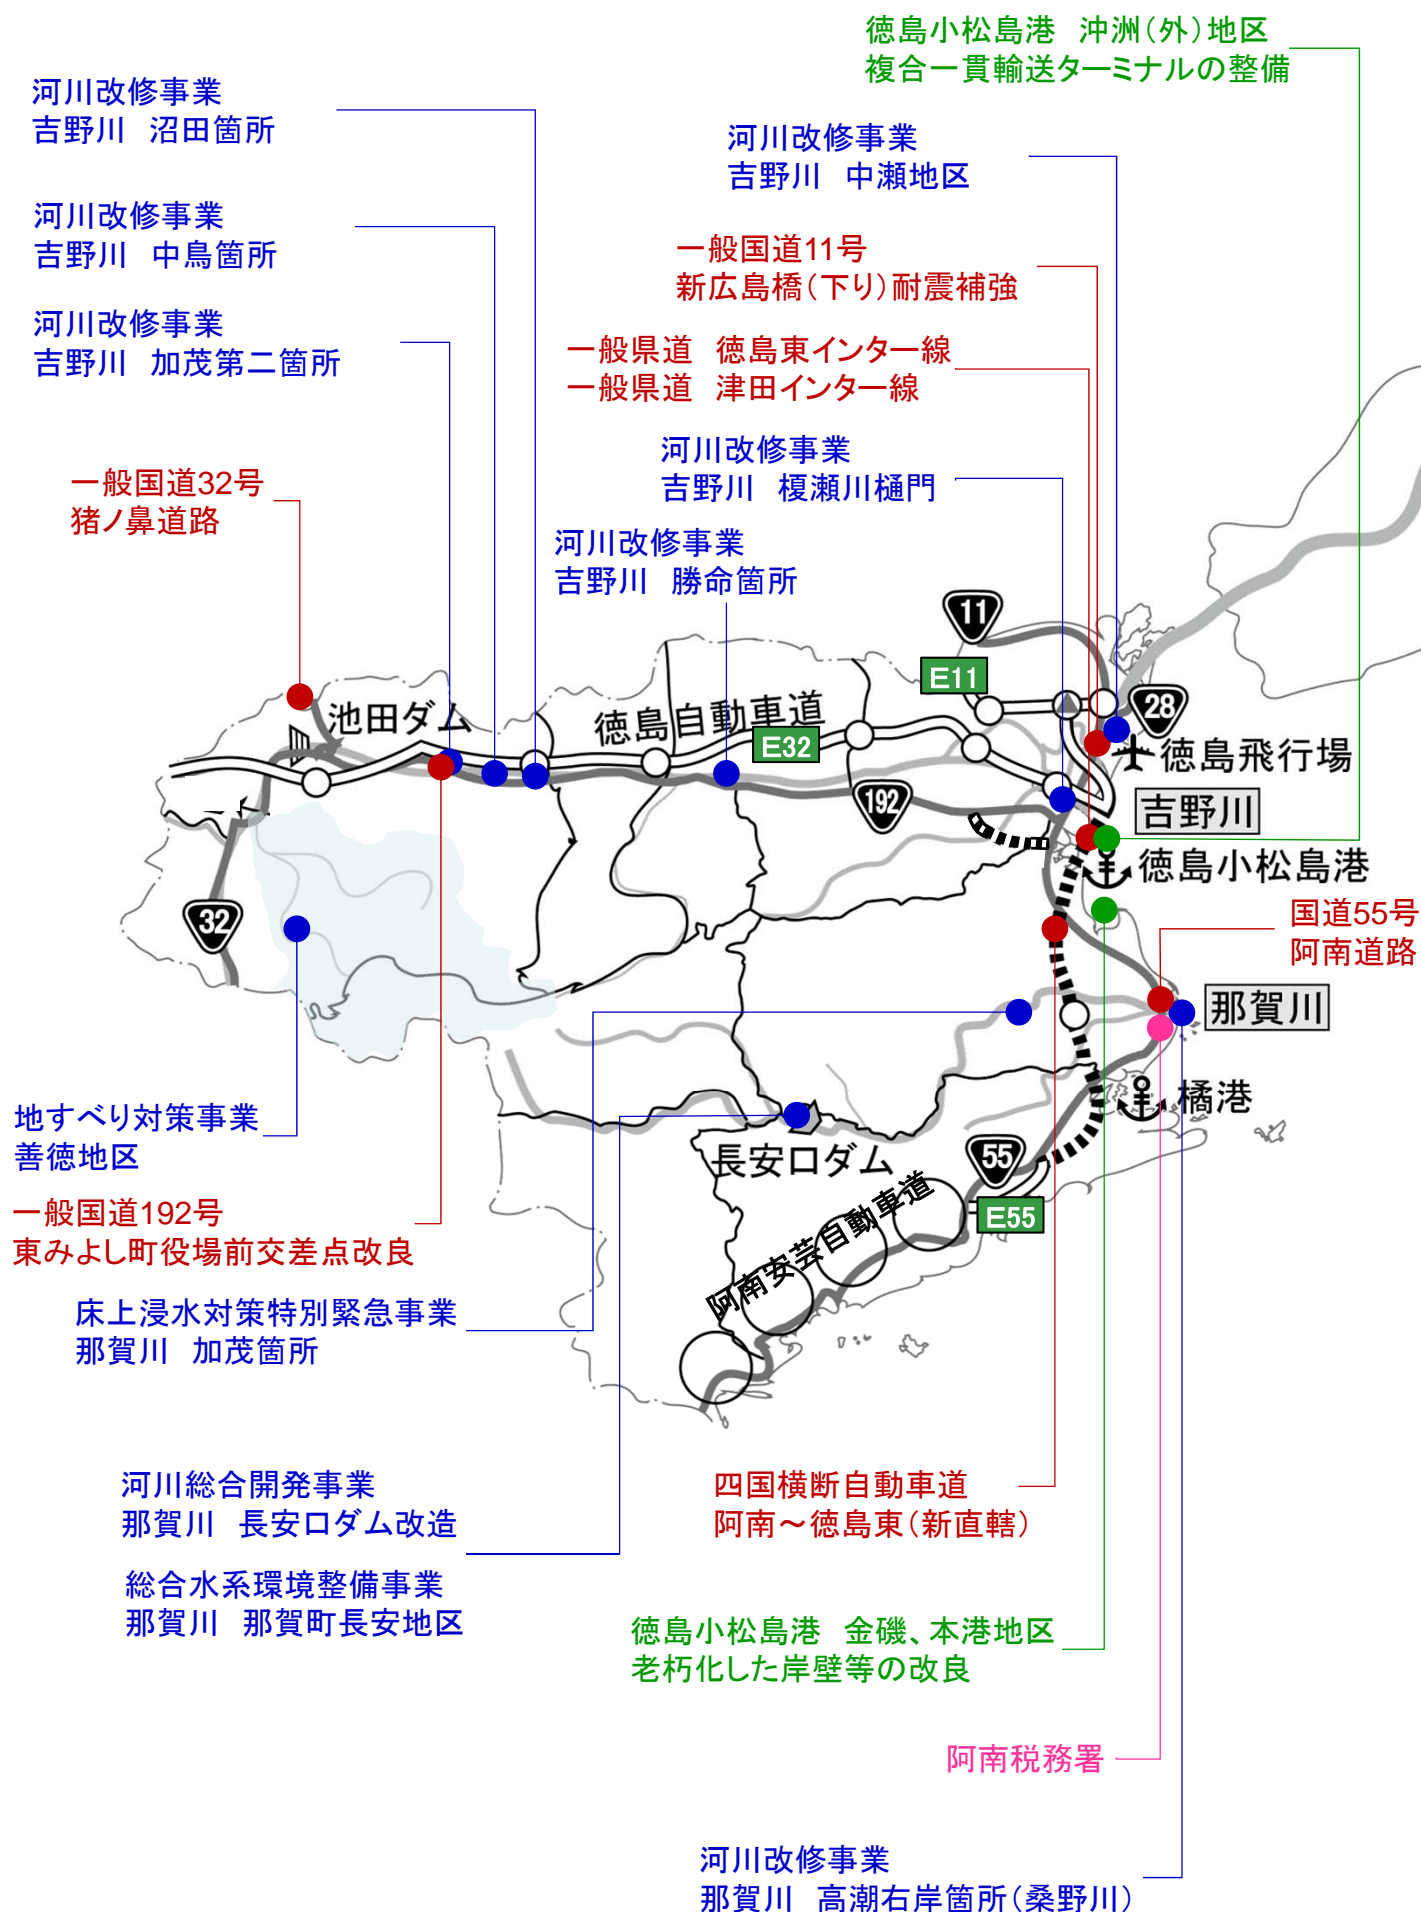 徳島小松島港　沖洲（外）地区
複合一貫輸送ターミナルの整備
河川改修事業
吉野川　沼田箇所
河川改修事業
吉野川　中瀬地区
河川改修事業
吉野川　中鳥箇所
一般国道11号
新広島橋（下り）耐震補強
河川改修事業
吉野川　加茂第二箇所
一般県道　徳島東インター線
一般県道　津田インター線
河川改修事業
吉野川　榎瀬川樋門
一般国道32号
猪ノ鼻道路
河川改修事業
吉野川　勝命箇所
11
E11
28
池田ダム
徳島自動車道
E32
徳島飛行場
192
吉野川
徳島小松島港
32
国道55号
阿南道路
那賀川
橘港
地すべり対策事業
善徳地区
長安口ダム
55
E55
阿南安芸自動車道
一般国道192号
東みよし町役場前交差点改良
床上浸水対策特別緊急事業
那賀川　加茂箇所
河川総合開発事業
那賀川　長安口ダム改造
四国横断自動車道
阿南～徳島東（新直轄）
総合水系環境整備事業
那賀川　那賀町長安地区
徳島小松島港　金磯、本港地区
老朽化した岸壁等の改良
阿南税務署
河川改修事業
那賀川　高潮右岸箇所（桑野川）